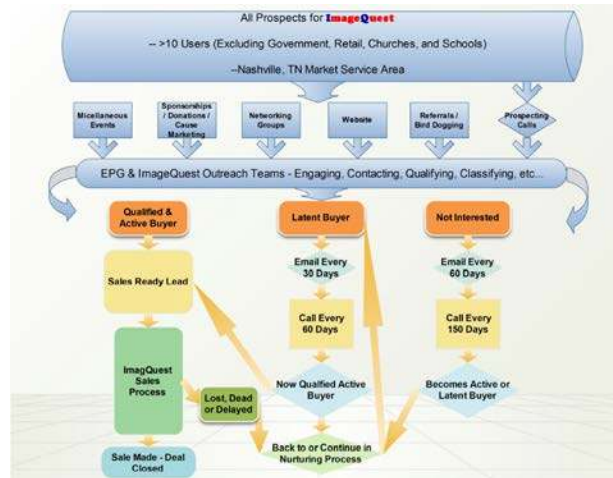 All Prospects for ImageQuest
-- >10 Users (Excluding Government, Retail, Churches, and Schools)
--Nashville, TN Market Service Area
Micellaneous
Events
Sponsorships
/ Donations /
Cause
Marketing
Networking
Groups
Website
Referrals /
Bird Dogging
Prospecting
Calls
EPG & ImageQuest Outreach Teams - Engaging, Contacting, Qualifying, Classifying, etc...
Qualified &
Active Buyer
Latent Buyer
Not Interested
Sales Ready Lead
Email Every
30 Days
Email Every
60 Days
Call Every
60 Days
Call Every
150 Days
ImagQuest
Sales
Process
Lost, Dead
or Delayed
Now Qualfied Active
Buyer
Becomes Active or
Latent Buyer
Sale Made - Deal
Closed
Back to or Continue in
Nurturing Process